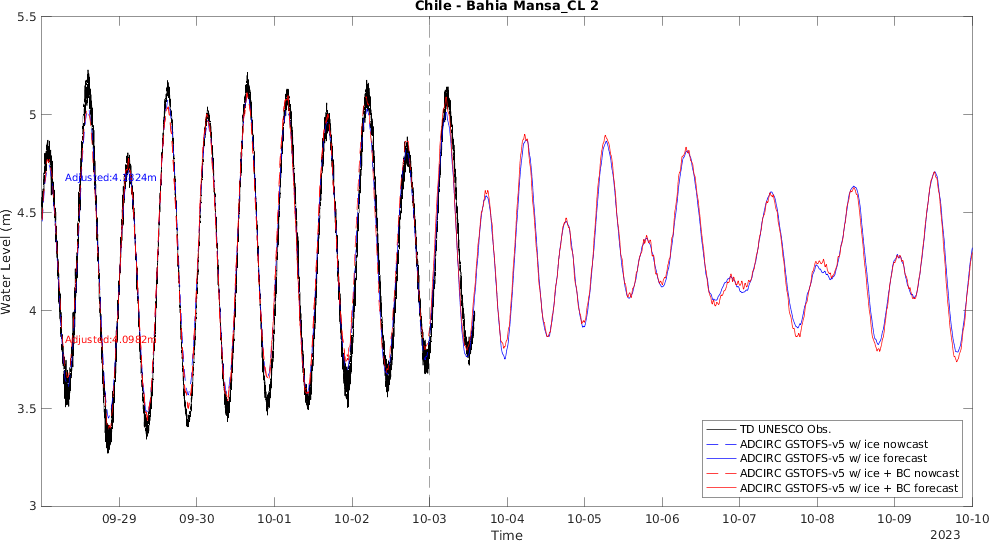 Chile - Bahia Mansa_CL 2
5.5
5
4.5
4
3.5
3
Water Level (m)
Adjusted:4.1324m
Adjusted:4.0982m
TD UNESCO Obs.
ADCIRC GSTOFS-v5 w/ ice nowcast
ADCIRC GSTOFS-v5 w/ ice forecast
ADCIRC GSTOFS-v5 w/ ice + BC nowcast
ADCIRC GSTOFS-v5 w/ ice + BC forecast
09-29 09-30 10-01 10-02 10-03 10-04 10-05 10-06 10-07 10-08 10-09 10-10
Time
2023